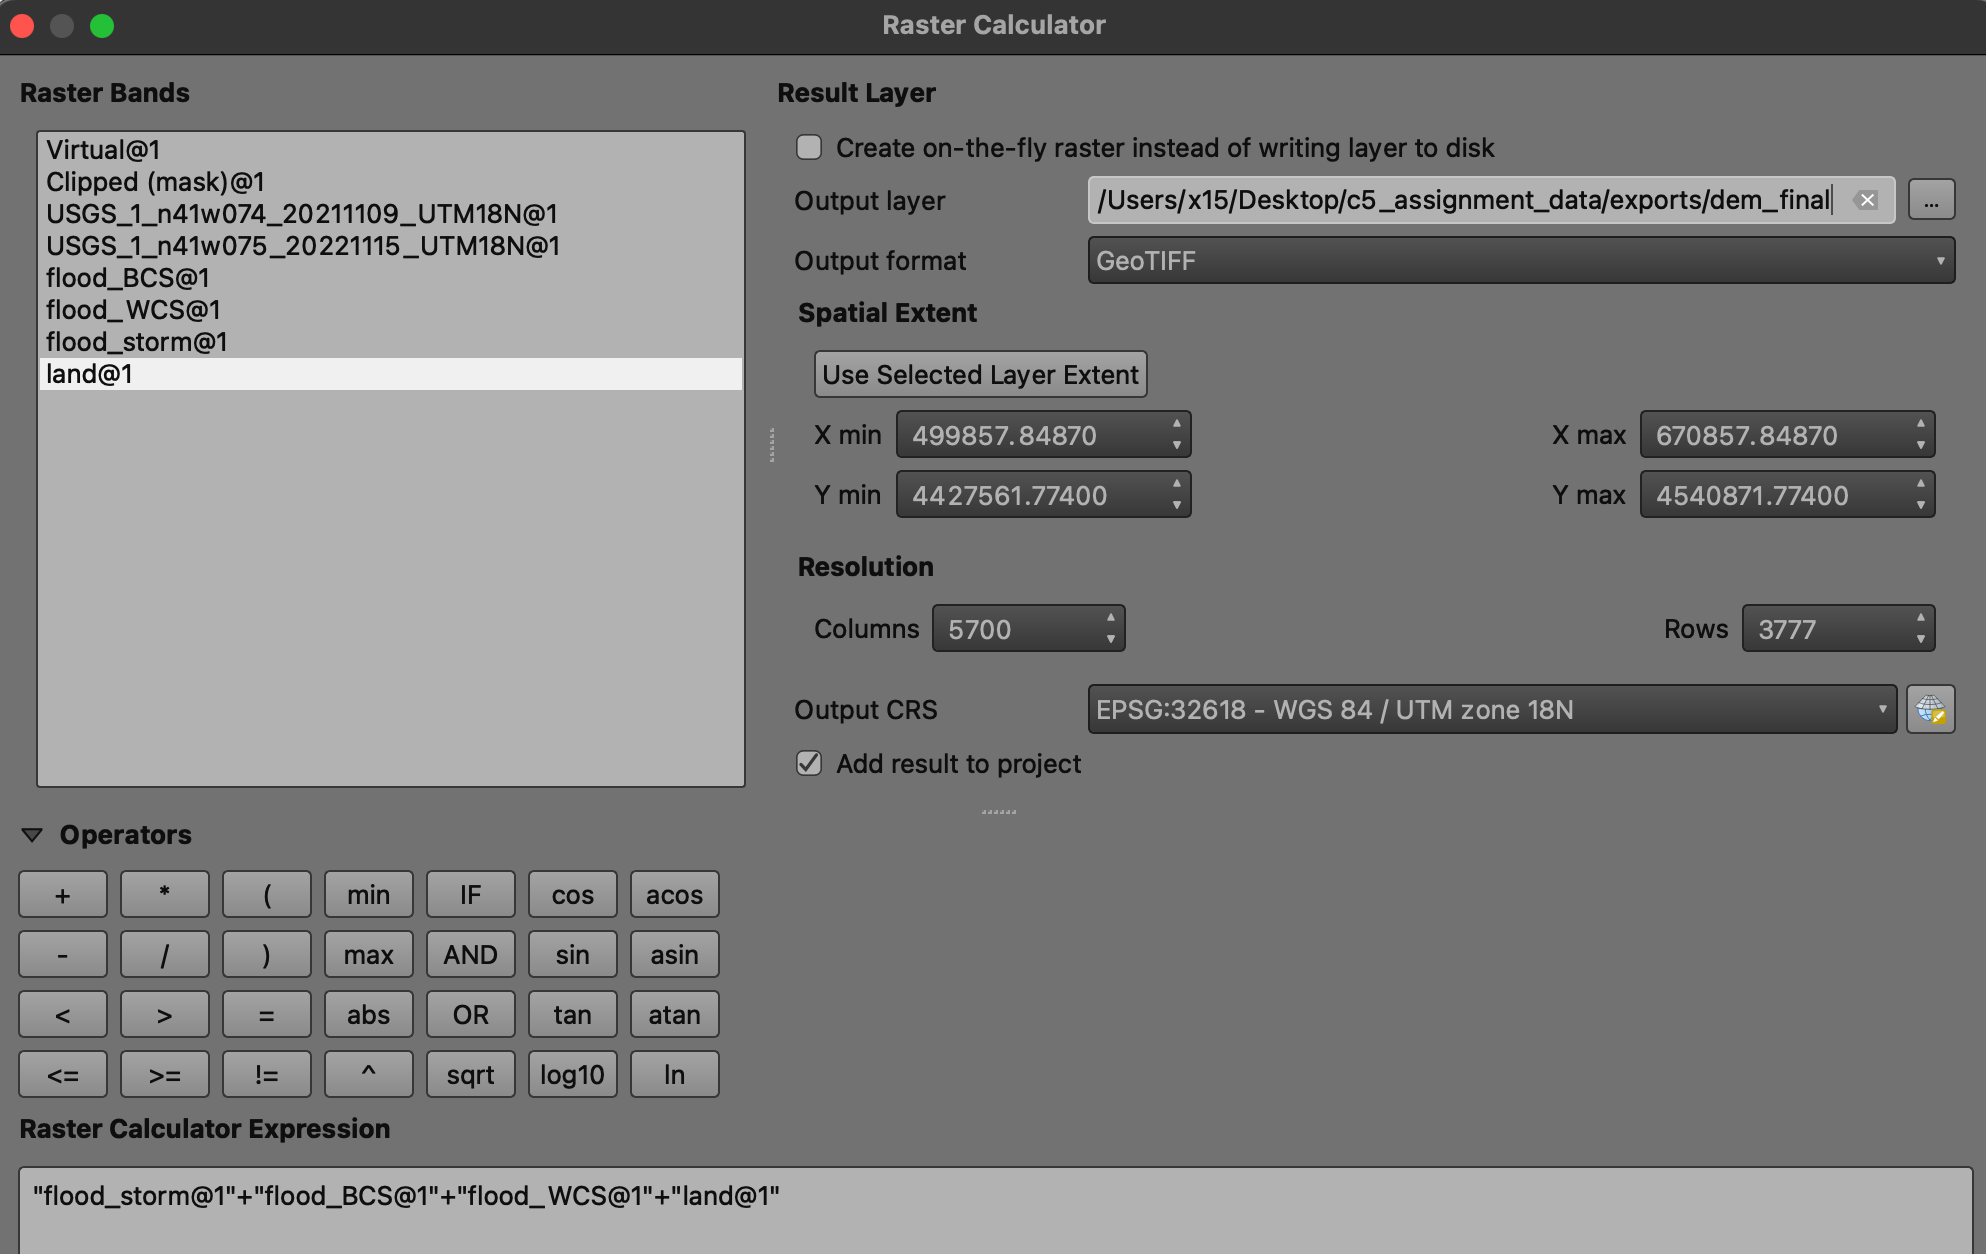 Raster Calculator
Raster Bands
Virtual@1
Clipped (mask)@1
USGS_1_n41w074_20211109_UTM18N@1
USGS_1_n41w075_20221115_UTM18N@1
flood_BCS@1
flood_WCS@1
flood_storm@1
land@1
Result Layer
Create on-the-fly raster instead of writing layer to disk
Output layer /Users/x15/Desktop/c5_assignment_data/exports/dem_final ...
Output format GeoTIFF
Spatial Extent
Use Selected Layer Extent
X min 499857.84870 X max 670857.84870
Y min 4427561.77400 Y max 4540871.77400
Resolution
Columns 5700 Rows 3777
Output CRS EPSG:32618 - WGS 84 / UTM zone 18N
Add result to project
Operators
+ * ( min IF cos acos
- / ) max AND sin asin
< > = abs OR tan atan
<= >= != ^ sqrt log10 ln
Raster Calculator Expression
"flood_storm@1"+"flood_BCS@1"+"flood_WCS@1"+"land@1"